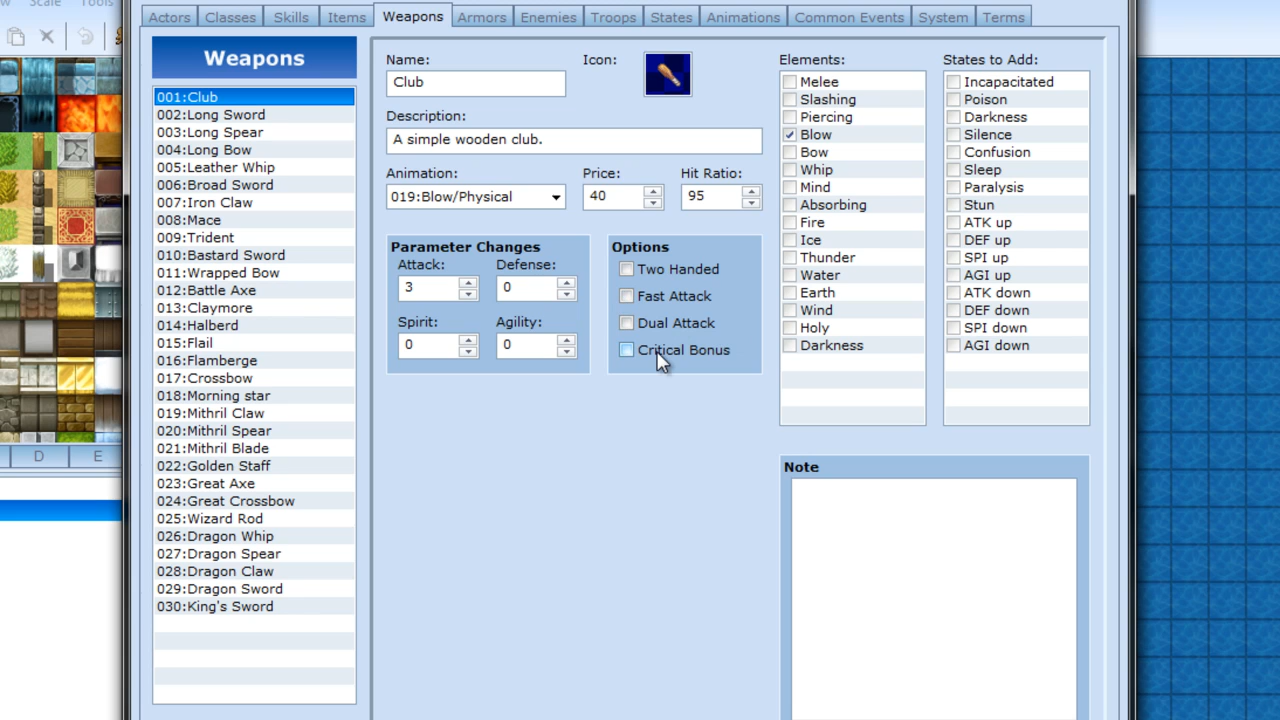 Scale Tools
Actors Classes Skills Items Weapons Armors Enemies Troops States Animations Common Events System Terms
Weapons
001:Club
002:Long Sword
003:Long Spear
004:Long Bow
005:Leather Whip
006:Broad Sword
007:Iron Claw
008:Mace
009:Trident
010:Bastard Sword
011:Wrapped Bow
012:Battle Axe
013:Claymore
014:Halberd
015:Flail
016:Flamberge
017:Crossbow
018:Morning star
019:Mithril Claw
020:Mithril Spear
021:Mithril Blade
022:Golden Staff
023:Great Axe
024:Great Crossbow
025:Wizard Rod
026:Dragon Whip
027:Dragon Spear
028:Dragon Claw
029:Dragon Sword
030:King's Sword
D E
Name:
Club
Icon:
Description:
A simple wooden club.
Animation:
019:Blow/Physical
Price:
40
Hit Ratio:
95
Parameter Changes
Attack: Defense:
3 0
Spirit: Agility:
0 0
Options
Two Handed
Fast Attack
Dual Attack
Critical Bonus
Elements:
Melee
Slashing
Piercing
Blow
Bow
Whip
Mind
Absorbing
Fire
Ice
Thunder
Water
Earth
Wind
Holy
Darkness
States to Add:
Incapacitated
Poison
Darkness
Silence
Confusion
Sleep
Paralysis
Stun
ATK up
DEF up
SPI up
AGI up
ATK down
DEF down
SPI down
AGI down
Note